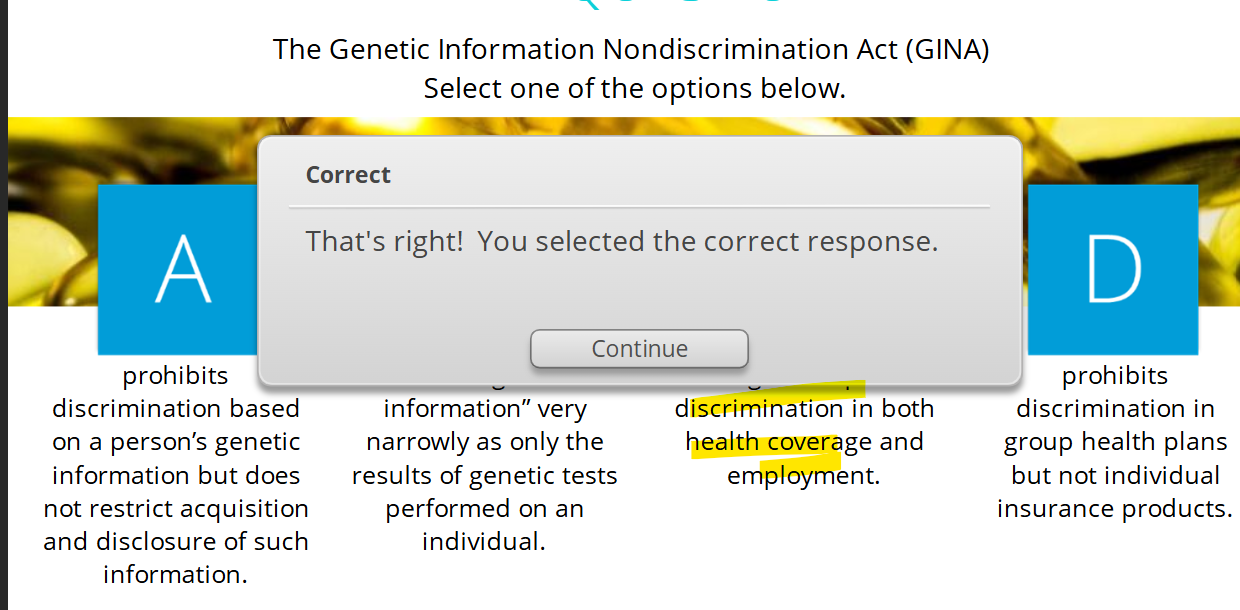 The Genetic Information Nondiscrimination Act (GINA)
Select one of the options below.
Correct
That's right!  You selected the correct response.
Continue
A
prohibits
discrimination based
on a person’s genetic
information but does
not restrict acquisition
and disclosure of such
information.
information” very
narrowly as only the
results of genetic tests
performed on an
individual.
discrimination in both
health coverage and
employment.
D
prohibits
discrimination in
group health plans
but not individual
insurance products.